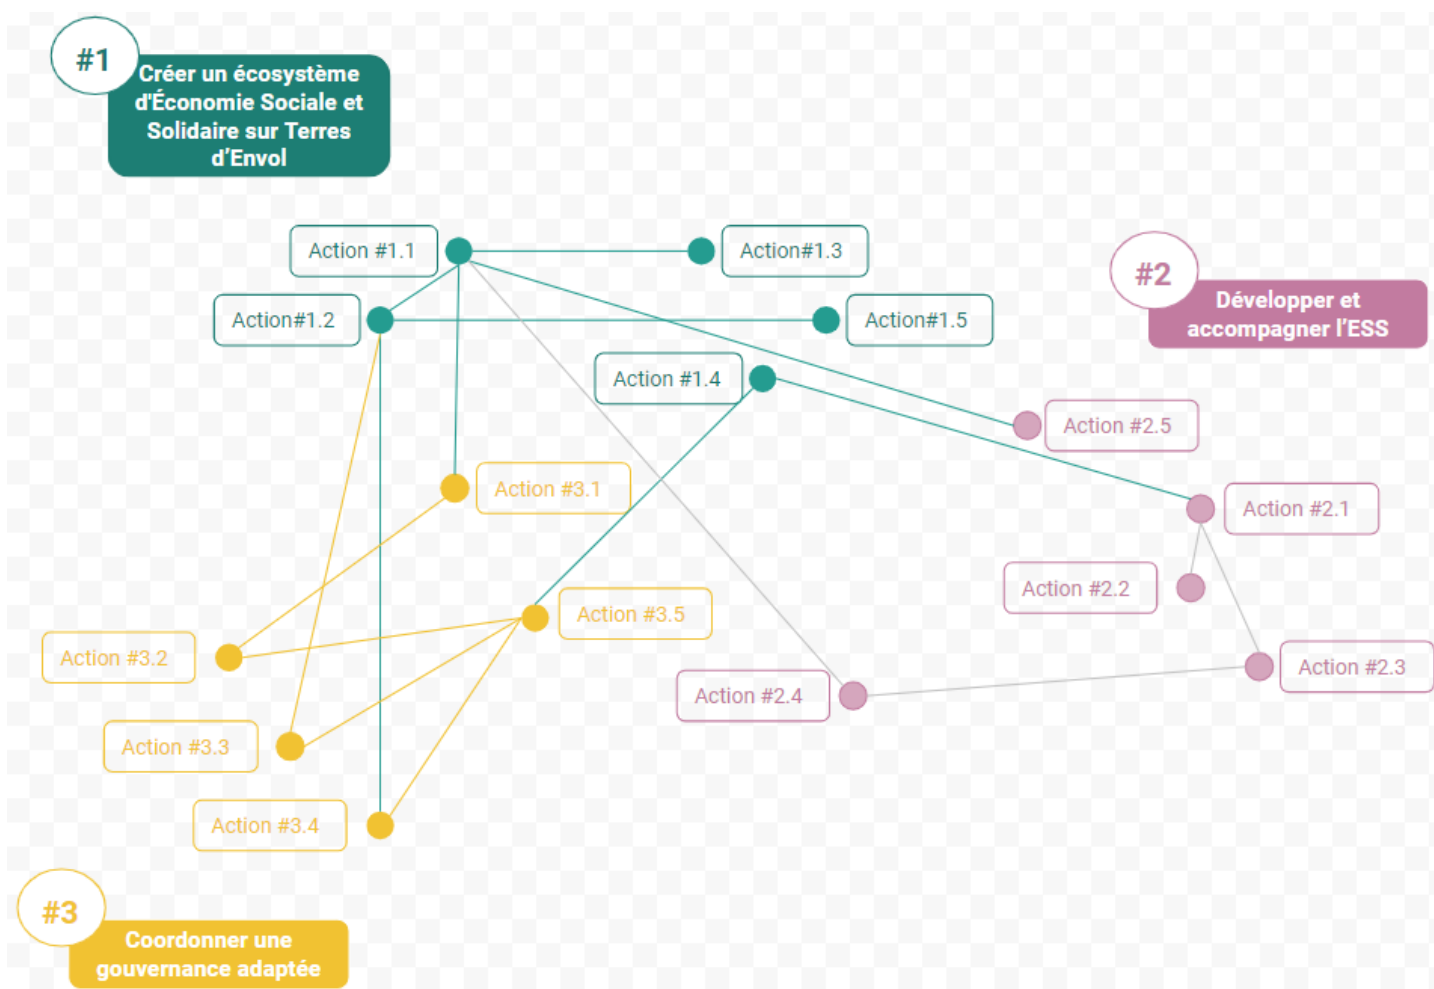 #1
Créer un écosystème
d'Économie Sociale et
Solidaire sur Terres
d’Envol
Action #1.1
Action#1.3
#2
Développer et
accompagner l’ESS
Action#1.2
Action#1.5
Action #1.4
Action #2.5
Action #3.1
Action #2.1
Action #2.2
Action #3.5
Action #3.2
Action #2.3
Action #2.4
Action #3.3
Action #3.4
#3
Coordonner une
gouvernance adaptée